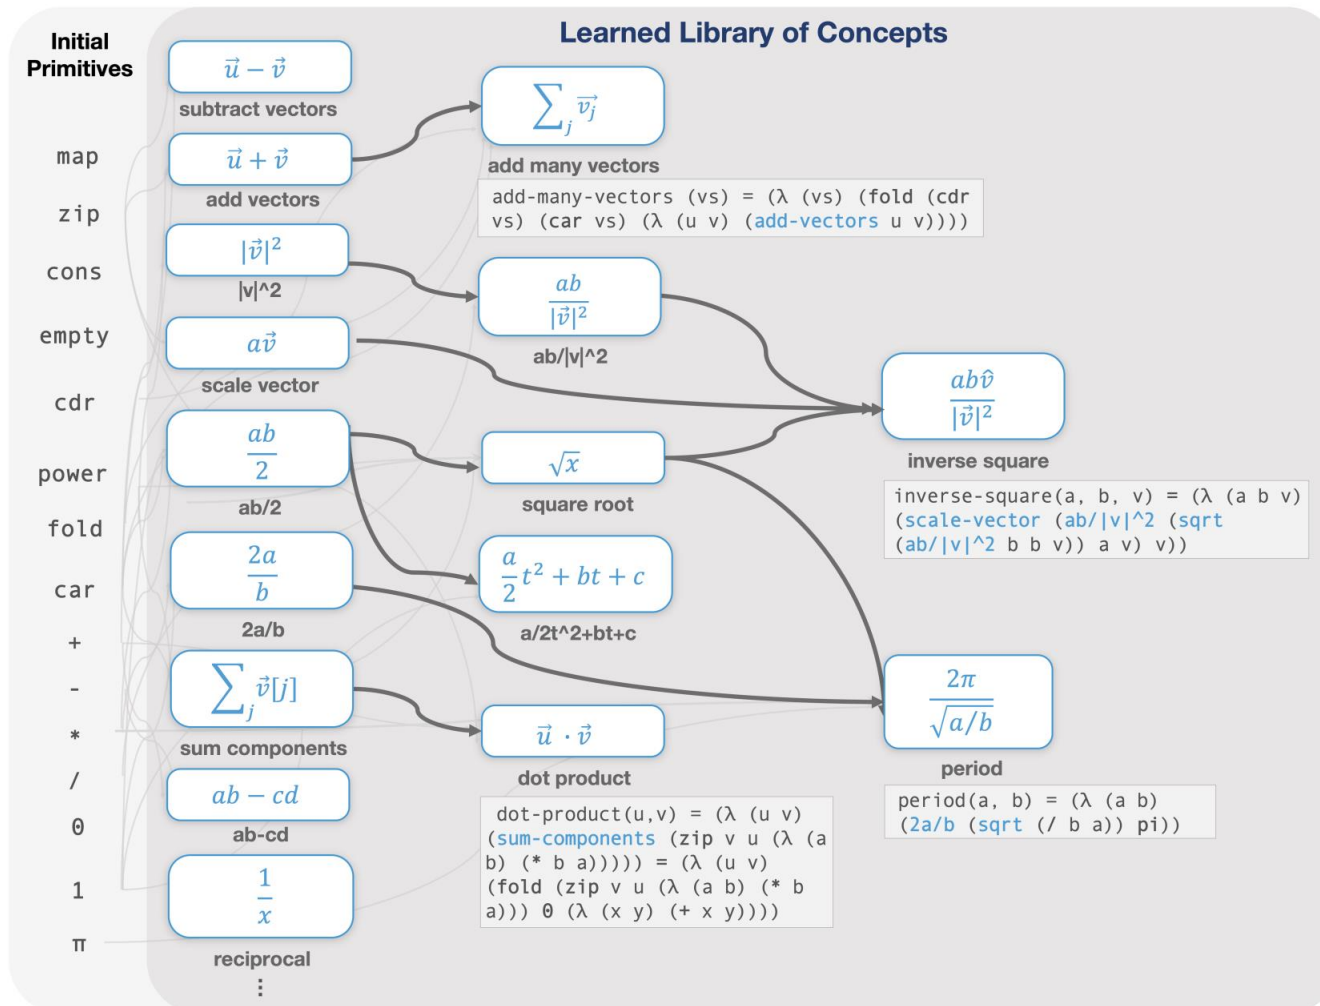 Learned Library of Concepts
Initial
Primitives
map
zip
cons
empty
cdr
power
fold
car
+
-
*
/
0
1
π
u⃗ − v⃗
subtract vectors
u⃗ + v⃗
add vectors
|v⃗|²
|v|^2
av⃗
scale vector
ab/2
ab/2
2a/b
2a/b
∑_j v⃗[j]
sum components
ab − cd
ab-cd
1/x
reciprocal
⋮
∑_j v⃗_j
add many vectors
add-many-vectors (vs) = (λ (vs) (fold (cdr
vs) (car vs) (λ (u v) (add-vectors u v))))
ab/|v⃗|²
ab/|v|^2
√x
square root
a/2 t² + bt + c
a/2t^2+bt+c
u⃗ · v⃗
dot product
dot-product(u,v) = (λ (u v)
(sum-components (zip v u (λ (a
b) (* b a))))) = (λ (u v)
(fold (zip v u (λ (a b) (* b
a))) 0 (λ (x y) (+ x y))))
abv̂/|v⃗|²
inverse square
inverse-square(a, b, v) = (λ (a b v)
(scale-vector (ab/|v|^2 (sqrt
(ab/|v|^2 b b v)) a v) v))
2π/√(a/b)
period
period(a, b) = (λ (a b)
(2a/b (sqrt (/ b a)) pi))